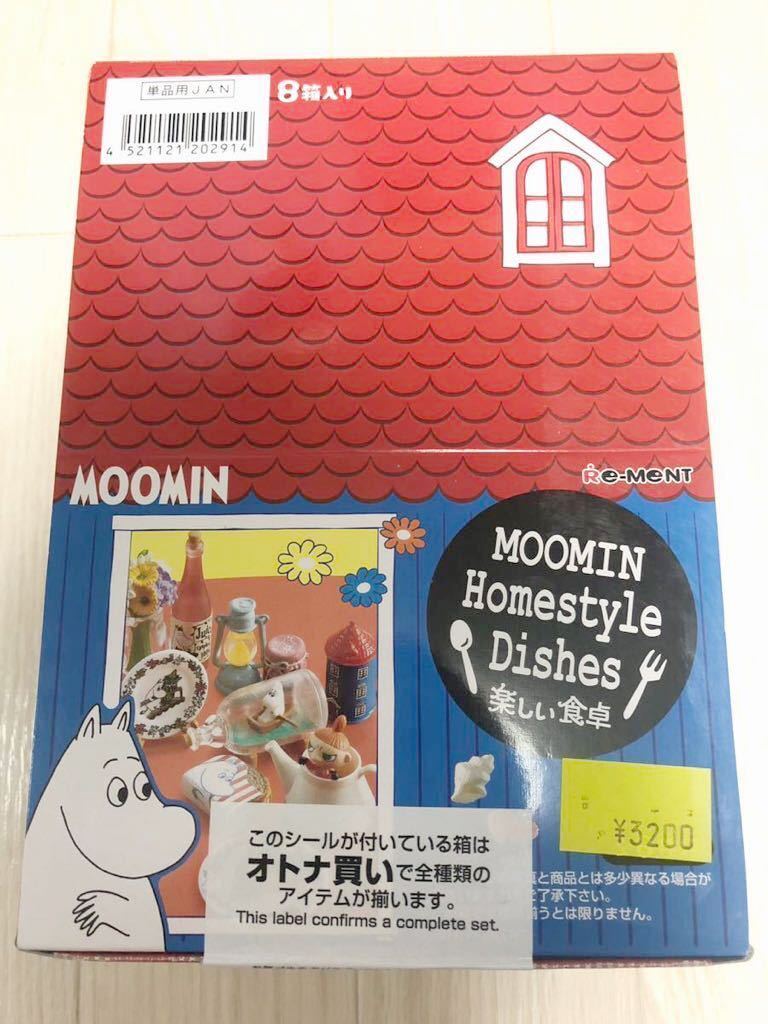 単品用JAN
4 521121 202914
8箱入り
MOOMIN
Re-MeNT
MOOMIN
Homestyle
Dishes
楽しい食卓
¥3200
このシールが付いている箱は
オトナ買いで全種類の
アイテムが揃います。
This label confirms a complete set.
と商品とは多少異なる場合が
了承下さい。
揃うとは限りません。